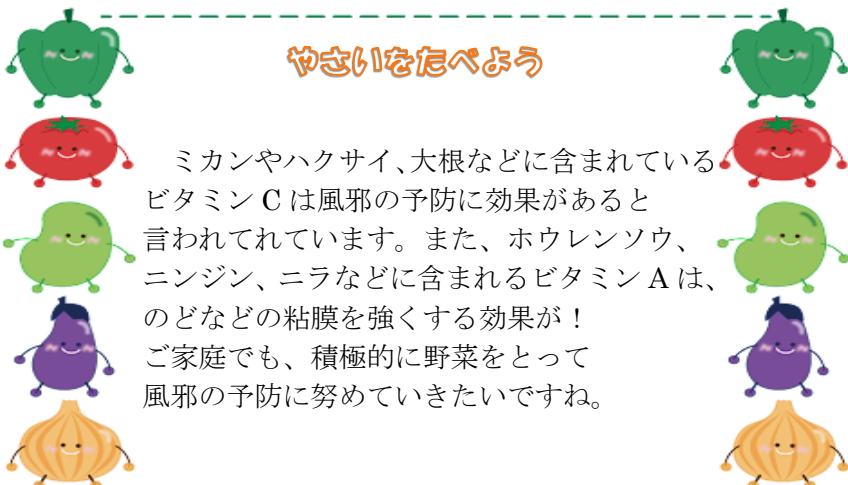 やさいをたべよう
　ミカンやハクサイ、大根などに含まれている
ビタミン C は風邪の予防に効果があると
言われてれています。また、ホウレンソウ、
ニンジン、ニラなどに含まれるビタミン A は、
のどなどの粘膜を強くする効果が！
ご家庭でも、積極的に野菜をとって
風邪の予防に努めていきたいですね。